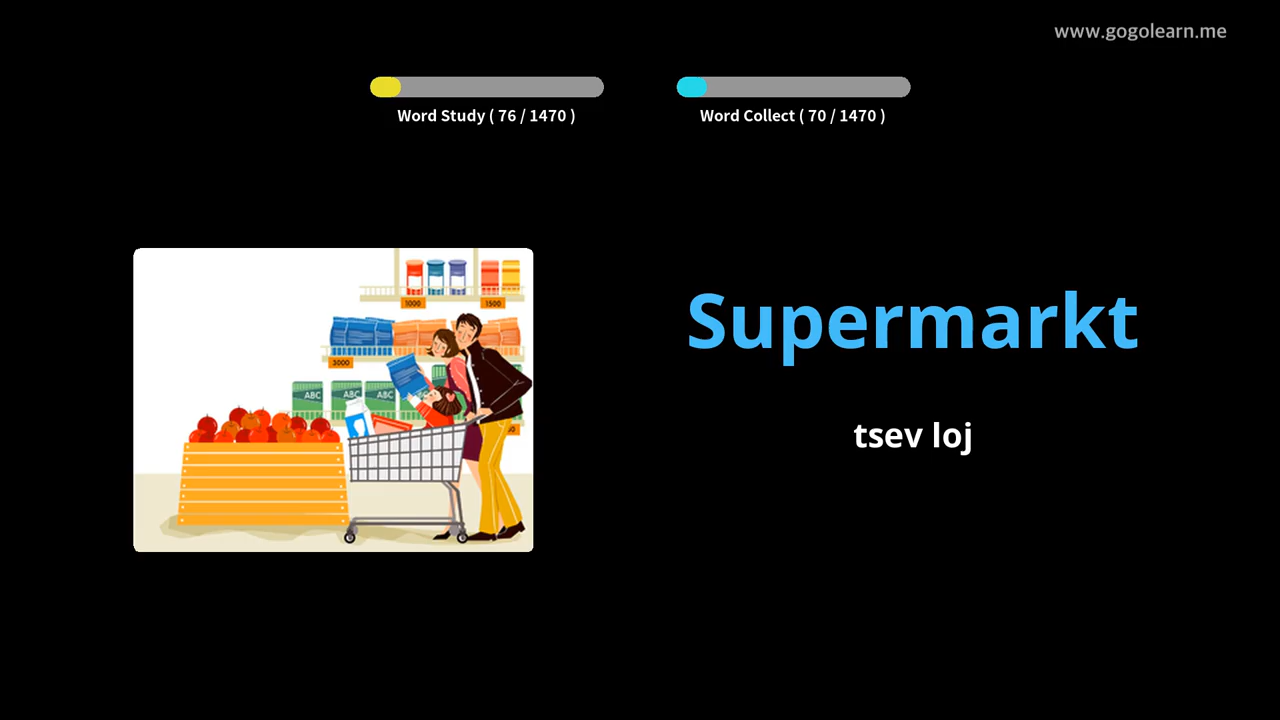 www.gogolearn.me
Word Study ( 76 / 1470 )
Word Collect ( 70 / 1470 )
1000
1500
3000
ABC
ABC
ABC
Supermarkt
tsev loj